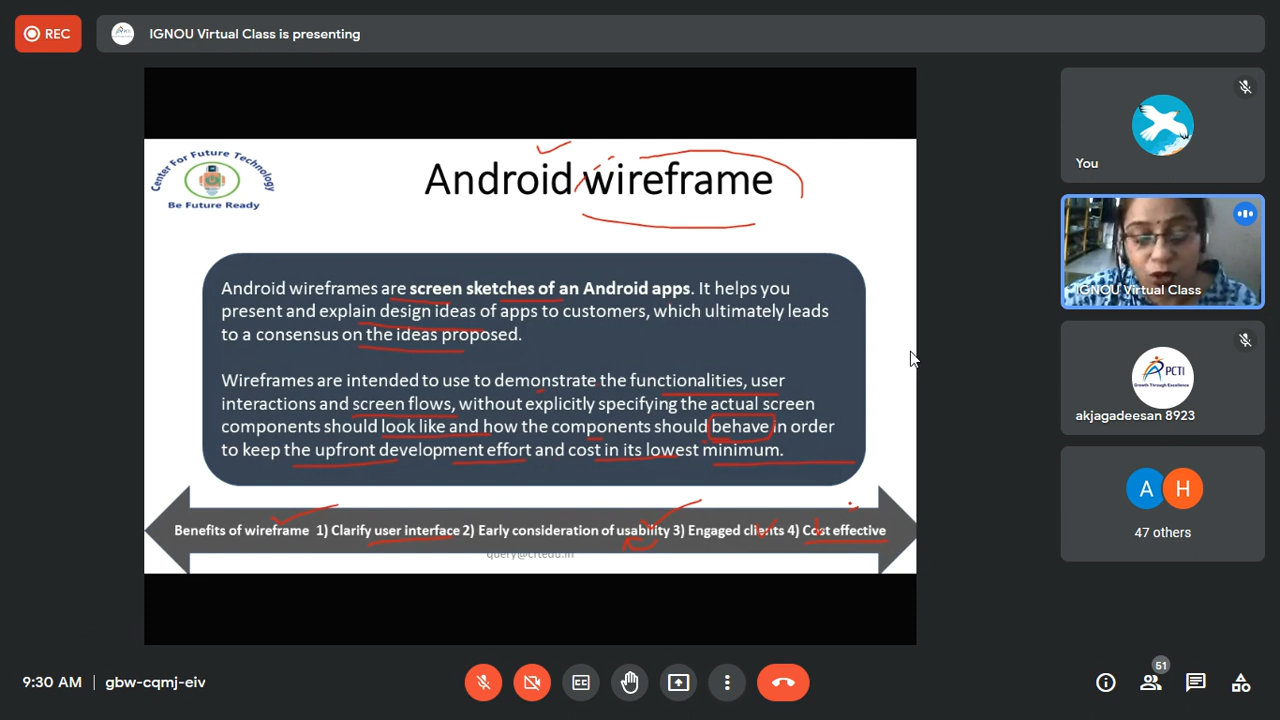 REC
IGNOU Virtual Class is presenting
Center For Future Technology
Be Future Ready
Android wireframe
Android wireframes are screen sketches of an Android apps. It helps you
present and explain design ideas of apps to customers, which ultimately leads
to a consensus on the ideas proposed.
Wireframes are intended to use to demonstrate the functionalities, user
interactions and screen flows, without explicitly specifying the actual screen
components should look like and how the components should behave in order
to keep the upfront development effort and cost in its lowest minimum.
Benefits of wireframe 1) Clarify user interface 2) Early consideration of usability 3) Engaged clients 4) Cost effective
query@cftedu.in
You
IGNOU Virtual Class
PCTI
Growth Through Excellence
akjagadeesan 8923
A H
47 others
9:30 AM | gbw-cqmj-eiv
CC
51